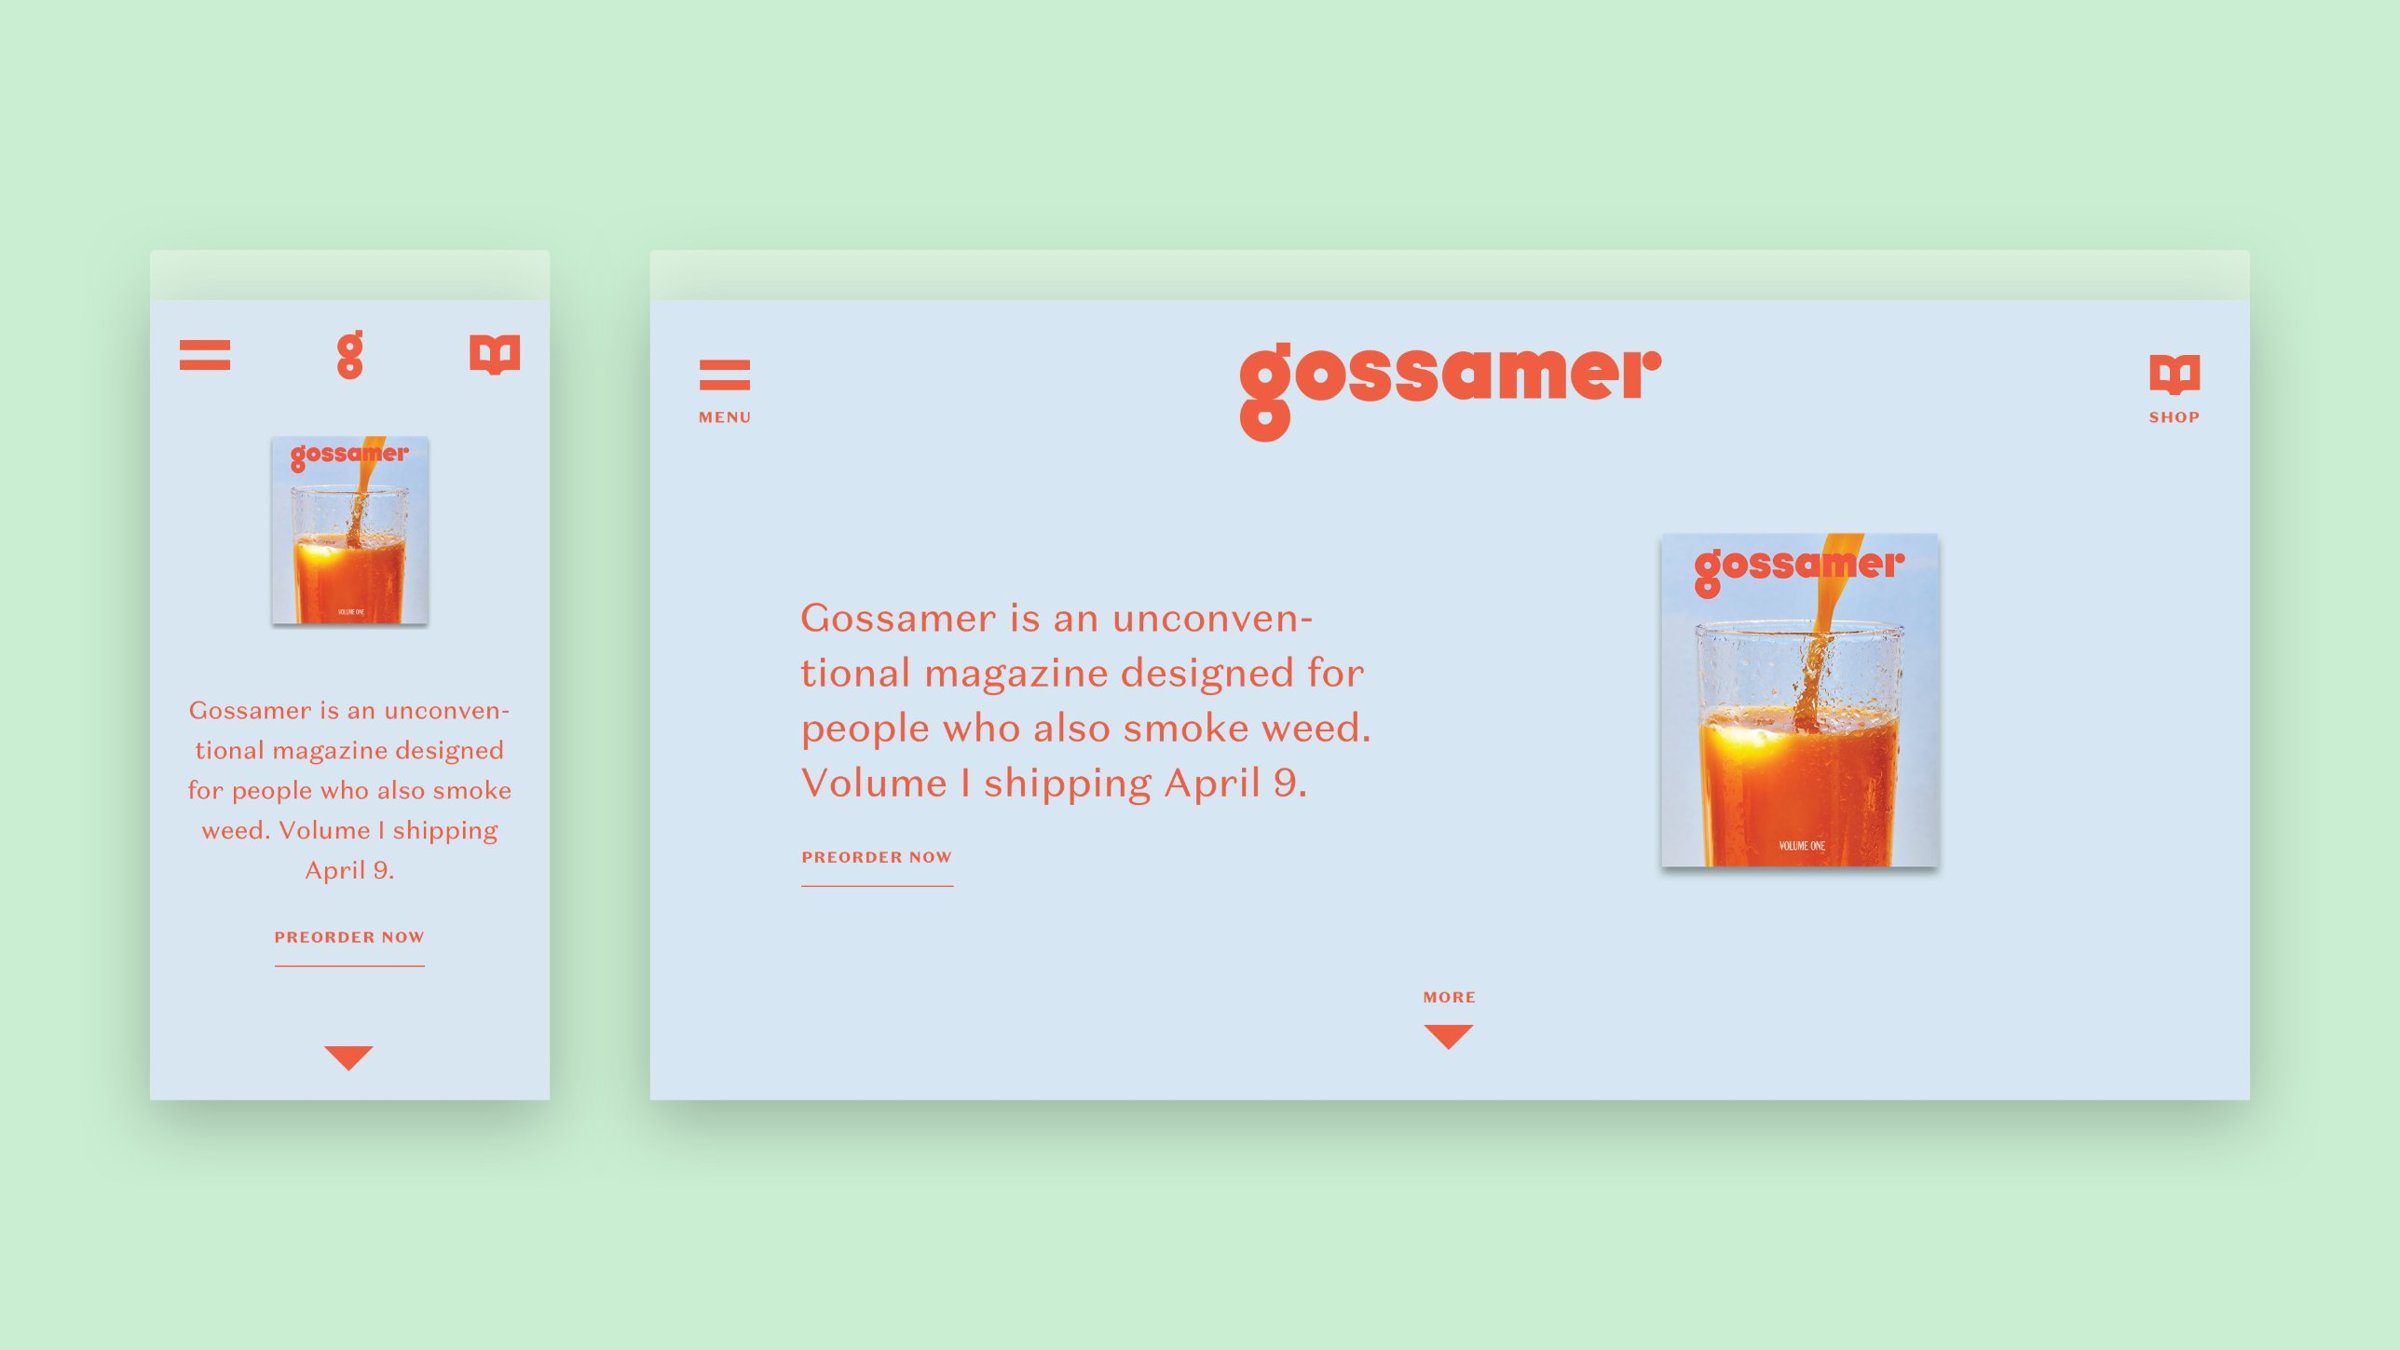 g
gossamer
VOLUME ONE
Gossamer is an unconven-
tional magazine designed
for people who also smoke
weed. Volume I shipping
April 9.
PREORDER NOW
MENU
gossamer
SHOP
Gossamer is an unconven-
tional magazine designed for
people who also smoke weed.
Volume I shipping April 9.
PREORDER NOW
gossamer
VOLUME ONE
MORE